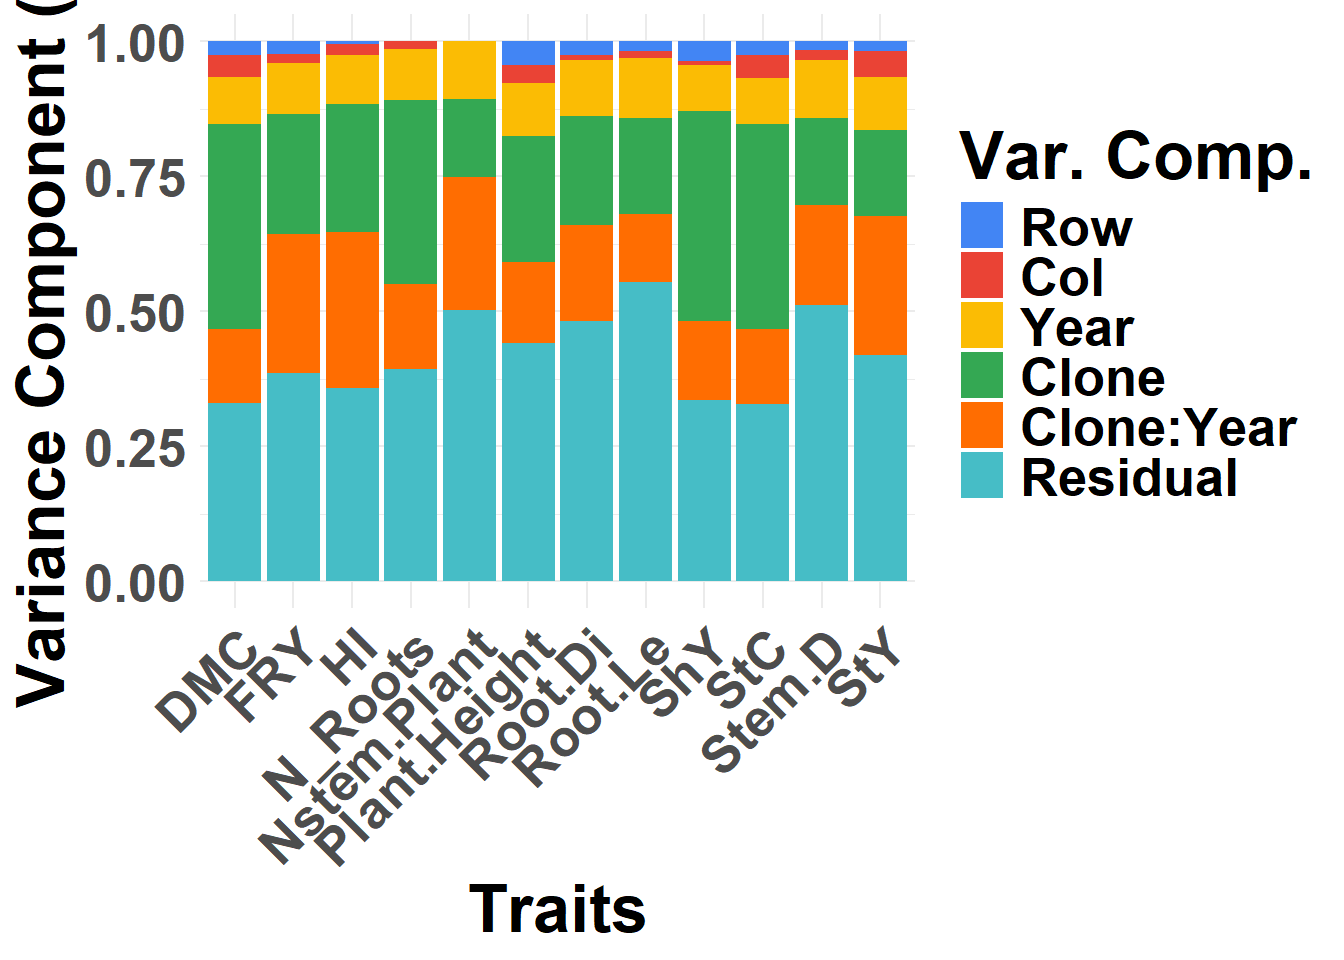 Variance Component (
1.00
0.75
0.50
0.25
0.00
DMC
FRY
HI
N_Roots
Nstem.Plant
Plant.Height
Root.Di
Root.Le
ShY
StC
Stem.D
StY
Traits
Var. Comp.
Row
Col
Year
Clone
Clone:Year
Residual